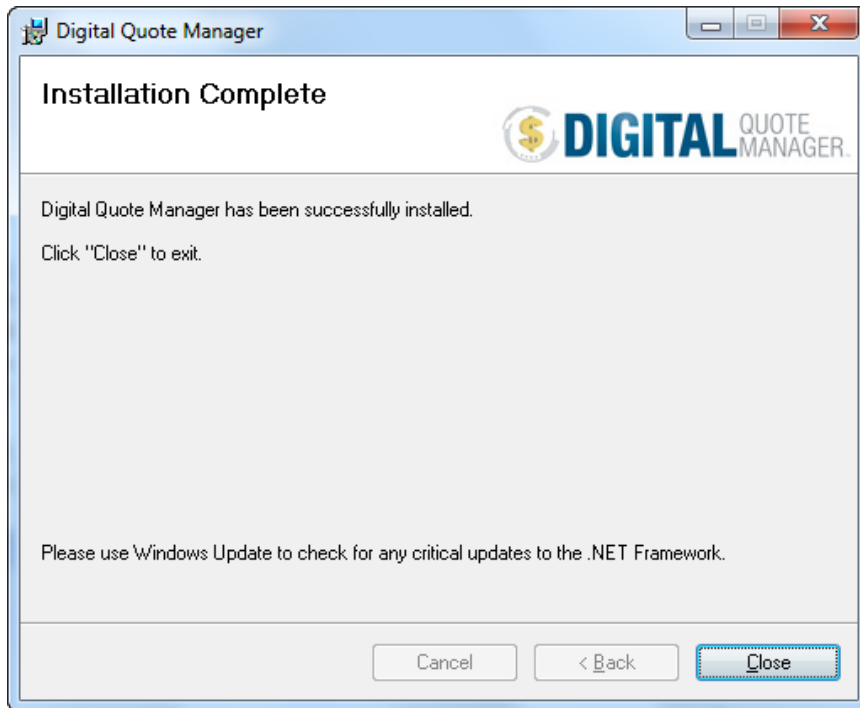 Digital Quote Manager
Installation Complete
DIGITAL QUOTE MANAGER.
Digital Quote Manager has been successfully installed.
Click "Close" to exit.
Please use Windows Update to check for any critical updates to the .NET Framework.
Cancel
< Back
Close